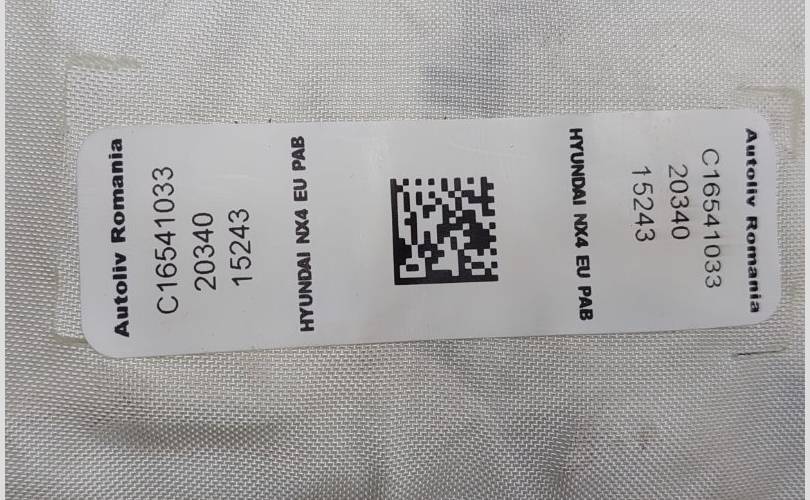 Autoliv Romania
C16541033
20340
15243
HYUNDAI NX4 EU PAB
Autoliv Romania
C16541033
20340
15243
HYUNDAI NX4 EU PAB